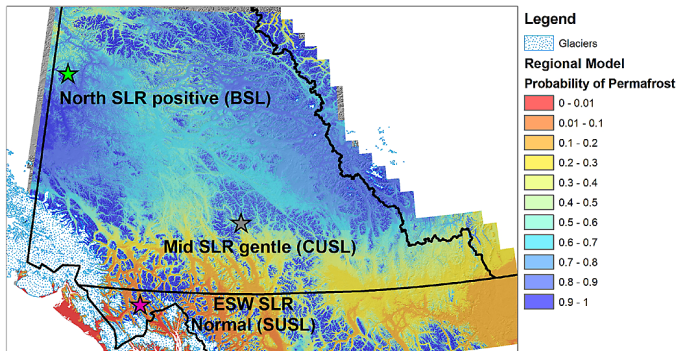 North SLR positive (BSL)
Mid SLR gentle (CUSL)
ESW SLR
Normal (SUSL)
Legend
Glaciers
Regional Model
Probability of Permafrost
0 - 0.01
0.01 - 0.1
0.1 - 0.2
0.2 - 0.3
0.3 - 0.4
0.4 - 0.5
0.5 - 0.6
0.6 - 0.7
0.7 - 0.8
0.8 - 0.9
0.9 - 1